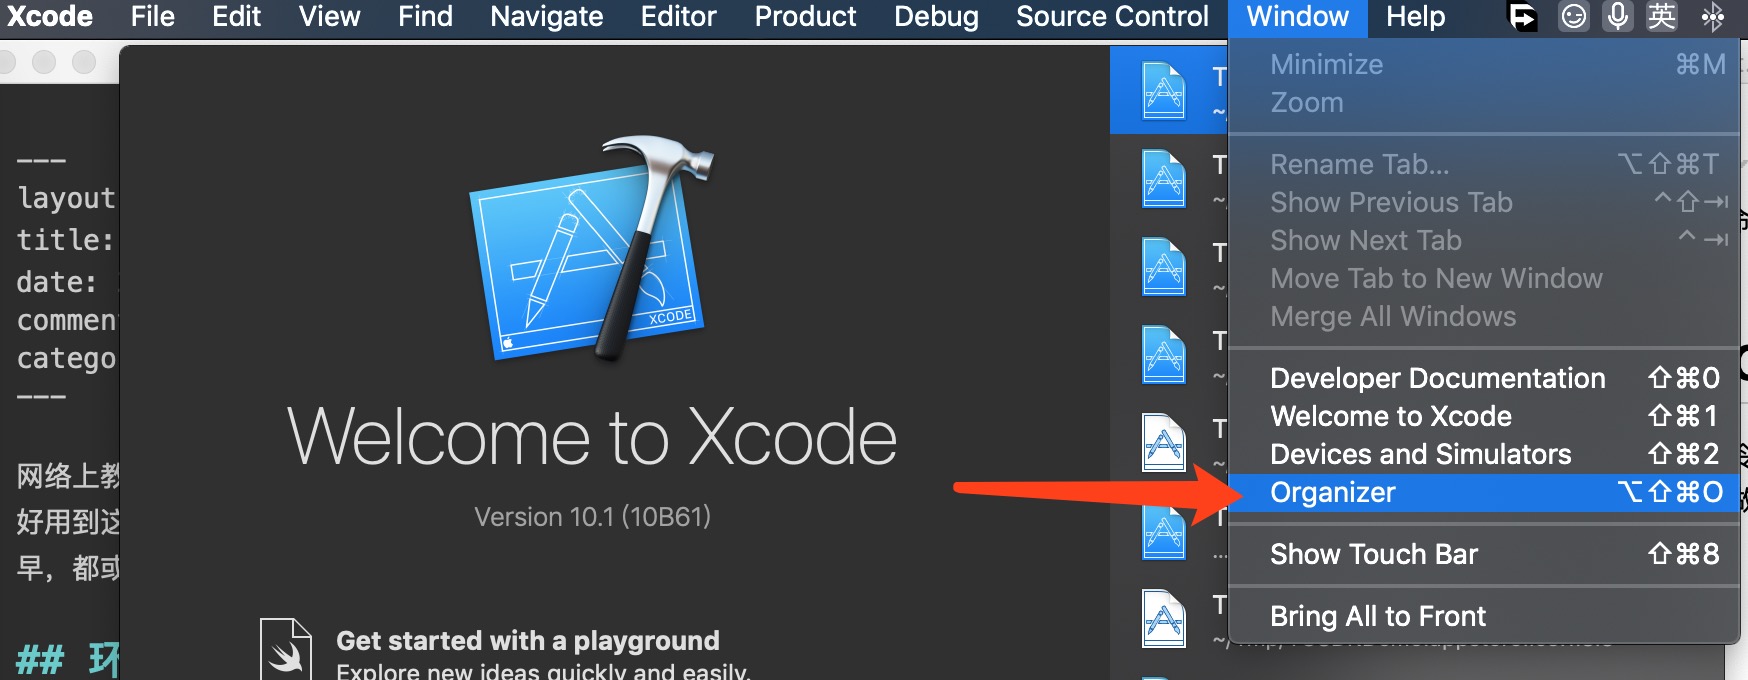 Xcode File Edit View Find Navigate Editor Product Debug Source Control Window Help 英
---
layout
title:
date:
commen
catego
---
网络上教
好用到这
早，都或
## 环
XCODE
Welcome to Xcode
Version 10.1 (10B61)
Get started with a playground
Explore new ideas quickly and easily.
Minimize ⌘M
Zoom
Rename Tab... ⌥⇧⌘T
Show Previous Tab ^⇧⇥
Show Next Tab ^⇥
Move Tab to New Window
Merge All Windows
Developer Documentation ⇧⌘0
Welcome to Xcode ⇧⌘1
Devices and Simulators ⇧⌘2
Organizer ⌥⇧⌘O
Show Touch Bar ⇧⌘8
Bring All to Front